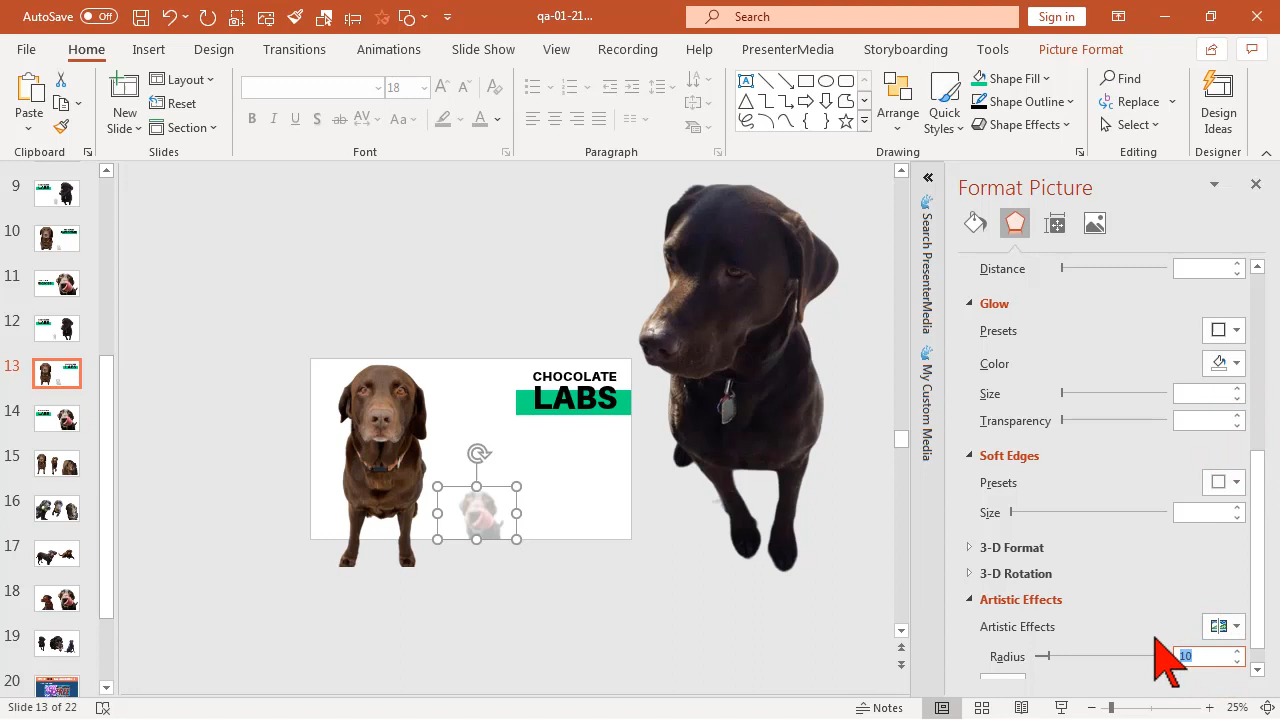 AutoSave Off qa-01-21... Search Sign in
File Home Insert Design Transitions Animations Slide Show View Recording Help PresenterMedia Storyboarding Tools Picture Format
Paste
New
Slide
Layout
Reset
Section
18
B I U S ab AV Aa A
Arrange
Quick
Styles
Shape Fill
Shape Outline
Shape Effects
Find
Replace
Select
Design
Ideas
Clipboard Slides Font Paragraph Drawing Editing Designer
9
10
11
12
13
14
15
16
17
18
19
20
CHOCOLATE
LABS
Search PresenterMedia
My Custom Media
Format Picture
Distance
Glow
Presets
Color
Size
Transparency
Soft Edges
Presets
Size
3-D Format
3-D Rotation
Artistic Effects
Artistic Effects
Radius 10
Slide 13 of 22 Notes 25%